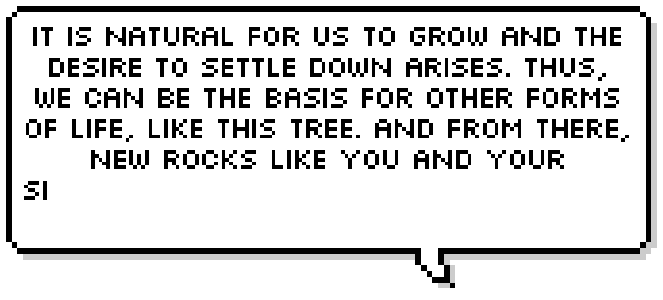 IT IS NATURAL FOR US TO GROW AND THE
DESIRE TO SETTLE DOWN ARISES. THUS,
WE CAN BE THE BASIS FOR OTHER FORMS
OF LIFE, LIKE THIS TREE. AND FROM THERE,
NEW ROCKS LIKE YOU AND YOUR
SI